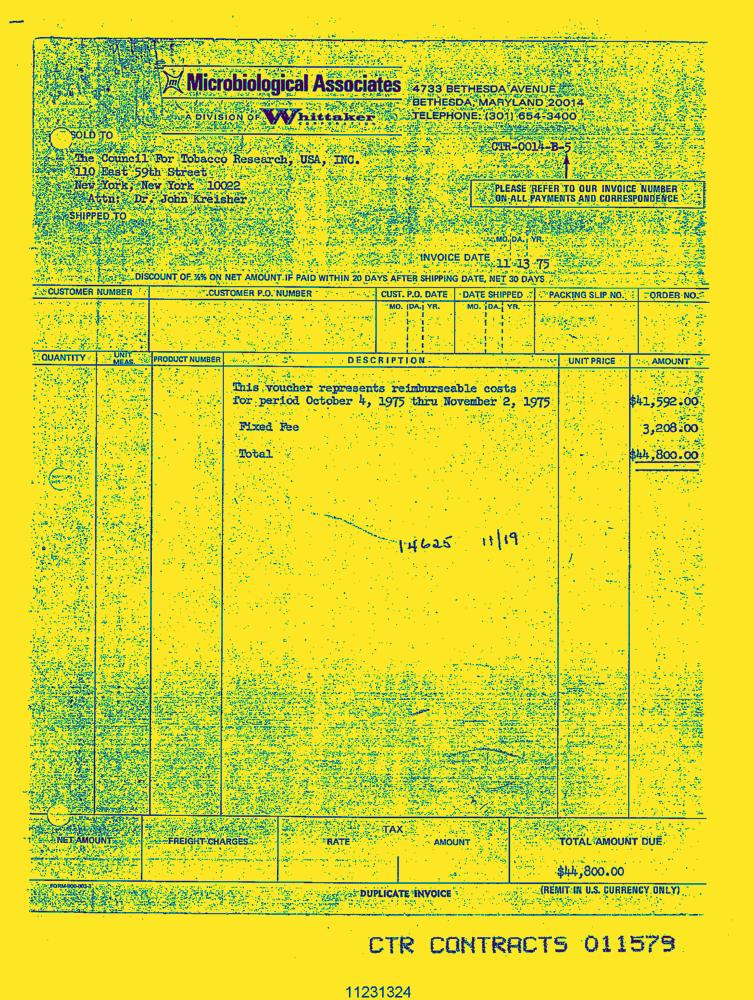 Microbiological Associates
A DIVISION OF Whittaker
4733 BETHESDA AVENUE
BETHESDA, MARYLAND 20014
TELEPHONE: (301) 654-3400
SOLD TO
The Council For Tobacco Research, USA, INC.
110 East 59th Street
New York, New York 10022
Attn: Dr. John Kreisher
SHIPPED TO
CTR-0014-B-5
PLEASE REFER TO OUR INVOICE NUMBER
ON ALL PAYMENTS AND CORRESPONDENCE
MO. DA. YR.
INVOICE DATE 11 13 75
DISCOUNT OF ½% ON NET AMOUNT IF PAID WITHIN 20 DAYS AFTER SHIPPING DATE, NET 30 DAYS
CUSTOMER NUMBER CUSTOMER P.O. NUMBER CUST. P.O. DATE DATE SHIPPED PACKING SLIP NO. ORDER NO.
MO. DA. YR. MO. DA. YR.
QUANTITY UNIT MEAS. PRODUCT NUMBER DESCRIPTION UNIT PRICE AMOUNT
This voucher represents reimburseable costs
for period October 4, 1975 thru November 2, 1975 $41,592.00
Fixed Fee 3,208.00
Total $44,800.00
14625 11/19
NET AMOUNT FREIGHT CHARGES TAX RATE AMOUNT TOTAL AMOUNT DUE
$44,800.00
DUPLICATE INVOICE (REMIT IN U.S. CURRENCY ONLY)
CTR CONTRACTS 011579
11231324